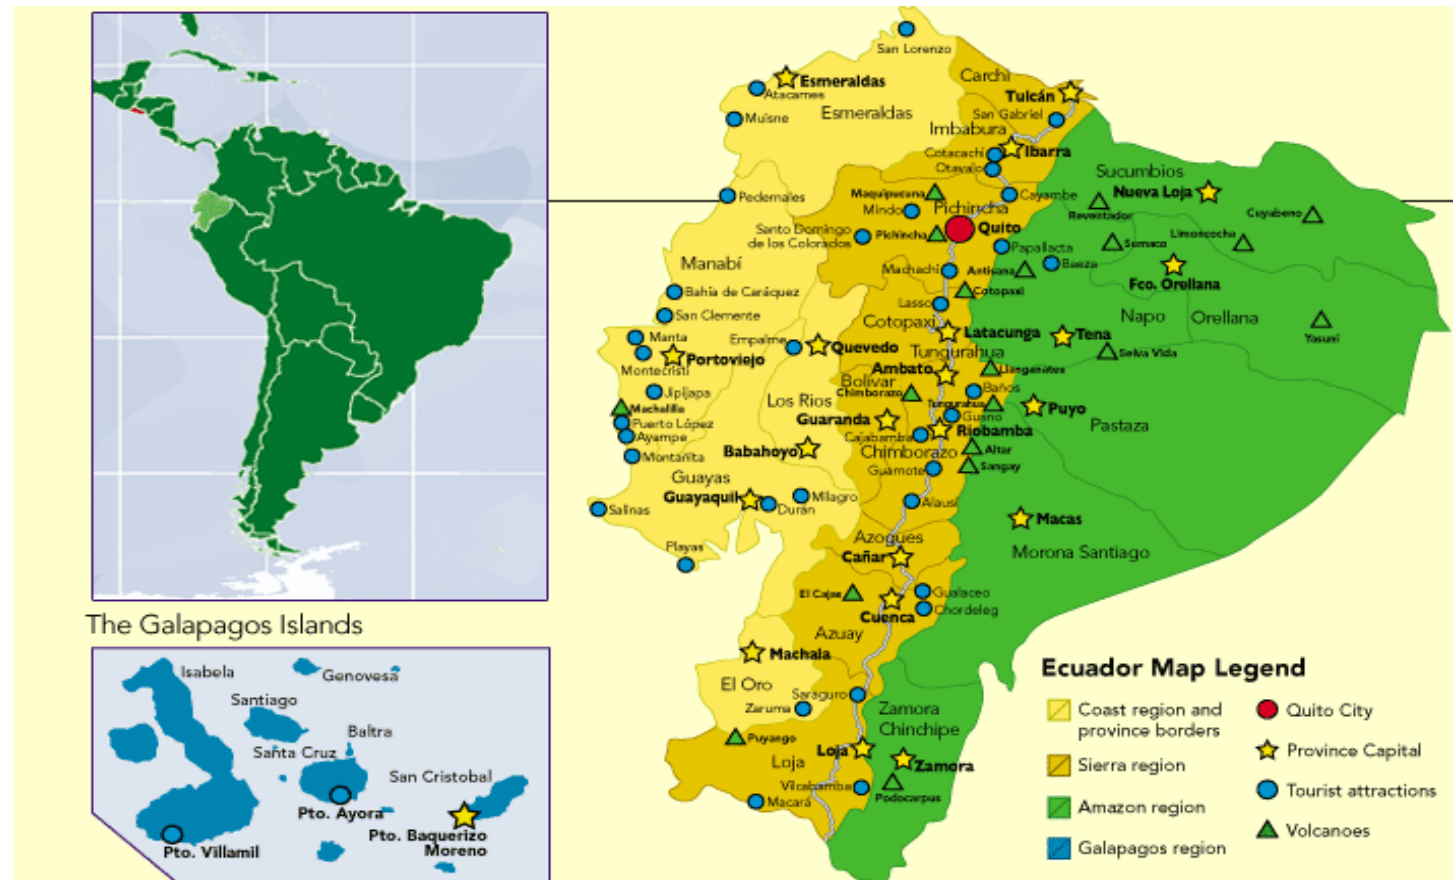 San Lorenzo
Carchi
Esmeraldas
Tulcán
Atacames
Esmeraldas
San Gabriel
Muisne
Imbabura
Cotacachi
Ibarra
Otavalo
Sucumbios
Maquipucuna
Cayambe
Nueva Loja
Pedernales
Mindo
Pichincha
Reventador
Cuyabeno
Santo Domingo
de los Colorados
Pichincha
Quito
Papallacta
Sumaco
Limoncocha
Manabí
Machachi
Antisana
Baeza
Fco. Orellana
Bahía de Caráquez
Lasso
Cotopaxi
San Clemente
Cotopaxi
Latacunga
Napo
Orellana
Manta
Empalme
Quevedo
Tungurahua
Tena
Yasuni
Portoviejo
Selva Vida
Montecristi
Ambato
Llanganates
Bolivar
Jipijapa
Chimborazo
Baños
Machalilla
Los Rios
Tungurahua
Puyo
Puerto López
Guaranda
Guano
Pastaza
Ayampe
Cajabamba
Riobamba
Montañita
Babahoyo
Chimborazo
Altar
Guayas
Guamote
Sangay
Guayaquil
Milagro
Salinas
Durán
Alausí
Macas
Playas
Azogues
Morona Santiago
Cañar
El Cajas
Gualaceo
Cuenca
Chordeleg
Azuay
Machala
El Oro
Saraguro
Zaruma
Zamora
Chinchipe
Puyango
Loja
Loja
Zamora
Vilcabamba
Podocarpus
Macará
The Galapagos Islands
Isabela
Genovesa
Santiago
Baltra
Santa Cruz
San Cristobal
Pto. Ayora
Pto. Baquerizo
Moreno
Pto. Villamil
Ecuador Map Legend
Coast region and
province borders
Sierra region
Amazon region
Galapagos region
Quito City
Province Capital
Tourist attractions
Volcanoes